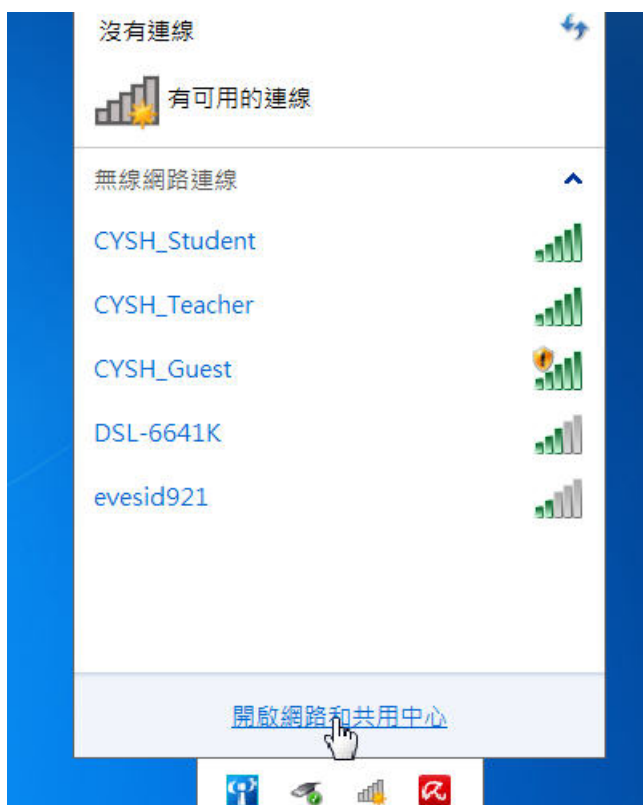 沒有連線
有可用的連線
無線網路連線
CYSH_Student
CYSH_Teacher
CYSH_Guest
DSL-6641K
evesid921
開啟網路和共用中心